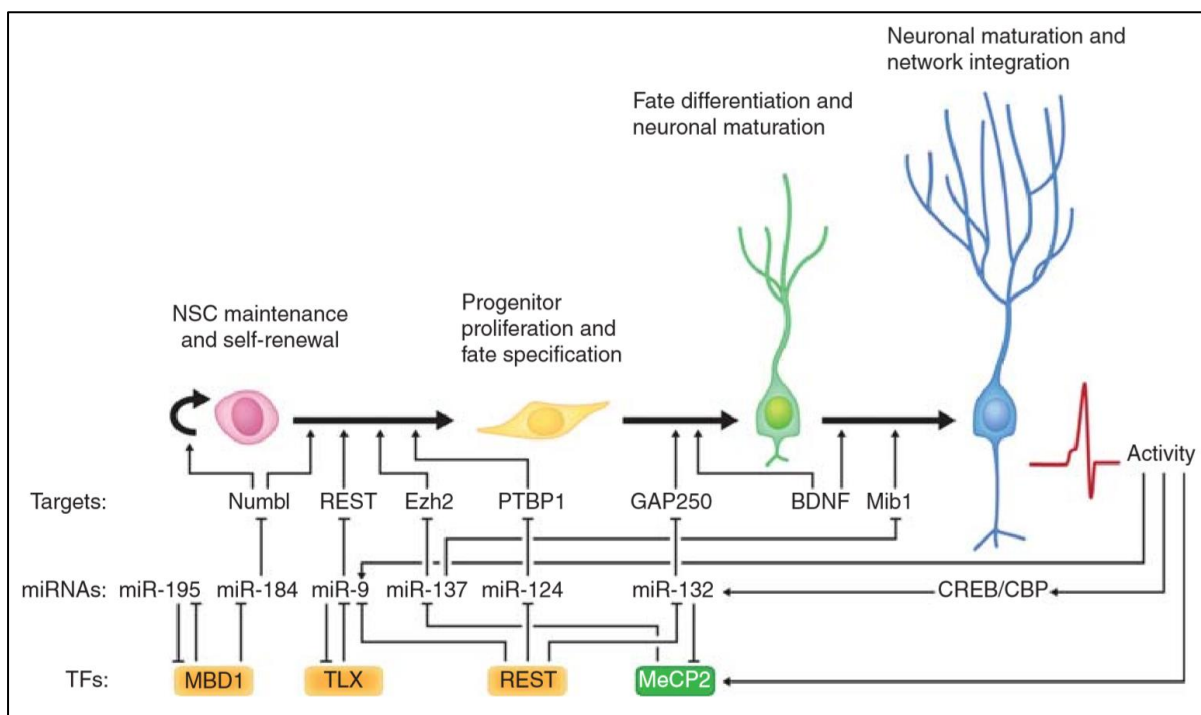 Neuronal maturation and
network integration
Fate differentiation and
neuronal maturation
Progenitor
proliferation and
fate specification
NSC maintenance
and self-renewal
Activity
Targets: Numbl REST Ezh2 PTBP1 GAP250 BDNF Mib1
miRNAs: miR-195 miR-184 miR-9 miR-137 miR-124 miR-132 CREB/CBP
TFs: MBD1 TLX REST MeCP2